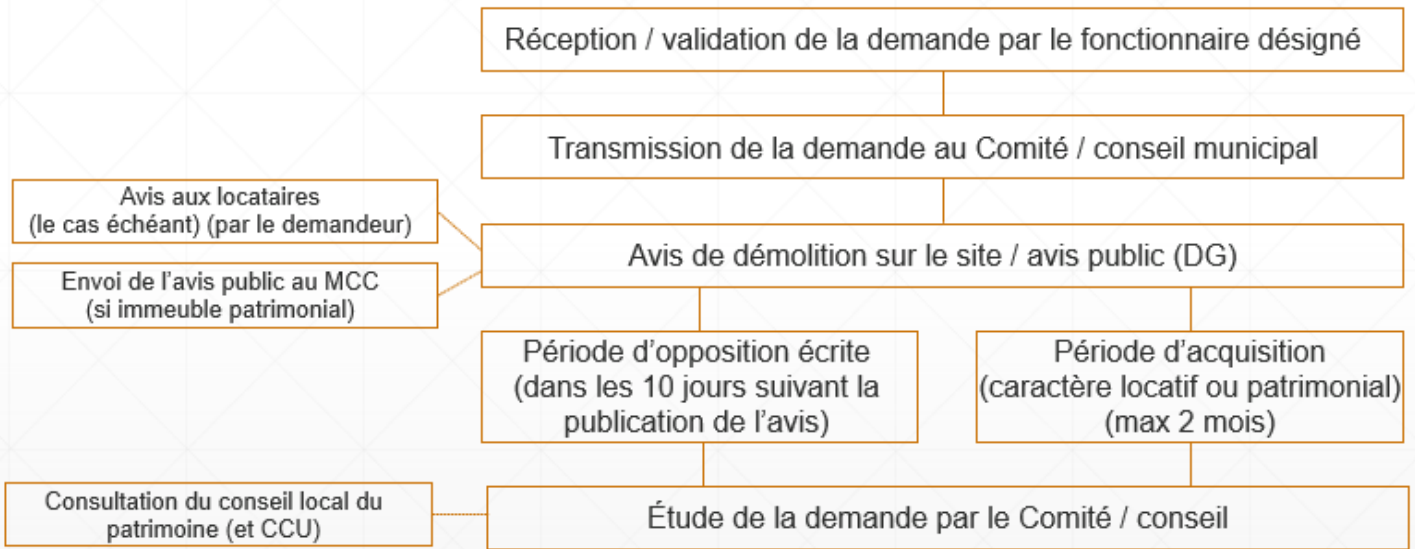 Réception / validation de la demande par le fonctionnaire désigné
Transmission de la demande au Comité / conseil municipal
Avis aux locataires
(le cas échéant) (par le demandeur)
Avis de démolition sur le site / avis public (DG)
Envoi de l’avis public au MCC
(si immeuble patrimonial)
Période d’opposition écrite
(dans les 10 jours suivant la
publication de l’avis)
Période d’acquisition
(caractère locatif ou patrimonial)
(max 2 mois)
Consultation du conseil local du
patrimoine (et CCU)
Étude de la demande par le Comité / conseil